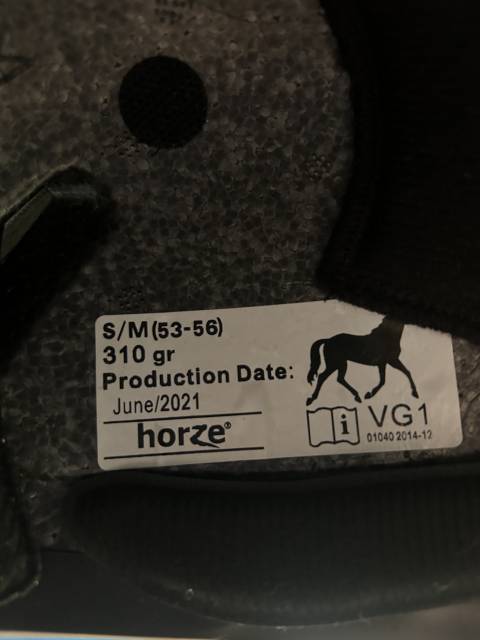 S/M(53-56)
310 gr
Production Date:
June/2021
horze®
i
VG1
01040 2014-12